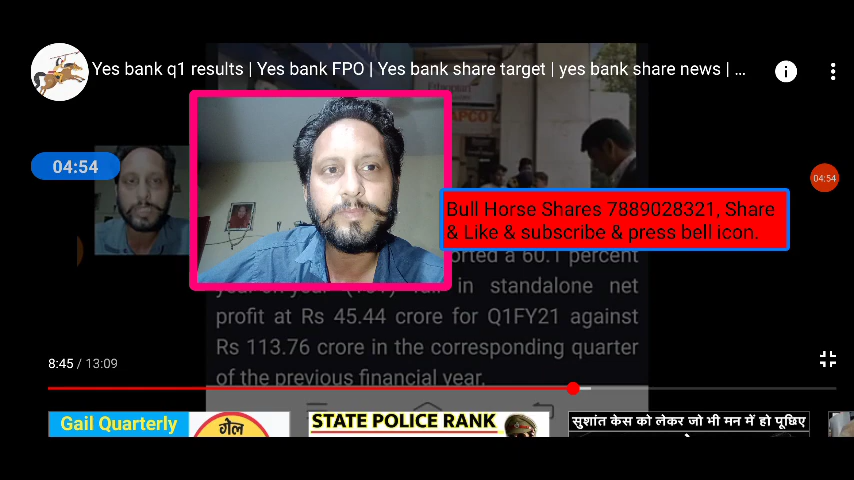 Yes bank q1 results | Yes bank FPO | Yes bank share target | yes bank share news | ...
APCO
04:54
04:54
Bull Horse Shares 7889028321, Share
& Like & subscribe & press bell icon.
orted a 60.1 percent
year-on-year (YoY) fall in standalone net
profit at Rs 45.44 crore for Q1FY21 against
Rs 113.76 crore in the corresponding quarter
of the previous financial year.
8:45 / 13:09
Gail Quarterly
गेल
STATE POLICE RANK
सुशांत केस को लेकर जो भी मन में हो पूछिए